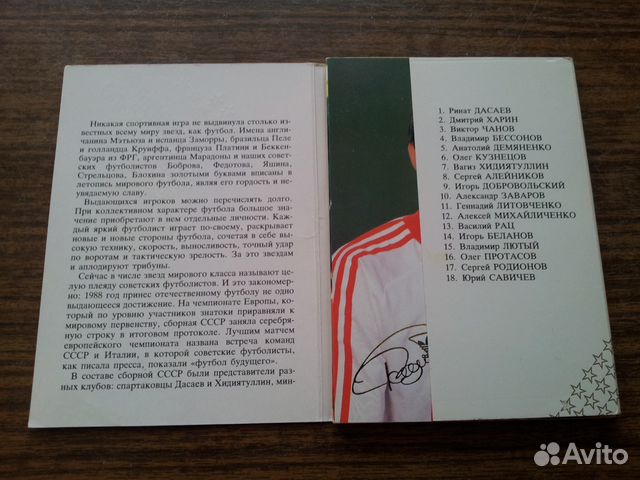 Никакая спортивная игра не выдвинула столько из-
вестных всему миру звезд, как футбол. Имена англи-
чанина Мэтьюза и испанца Заморры, бразильца Пеле
и голландца Круиффа, француза Платини и Беккен-
бауэра из ФРГ, аргентинца Марадоны и наших совет-
ских футболистов Боброва, Федотова, Яшина,
Стрельцова, Блохина золотыми буквами вписаны в
летопись мирового футбола, являя его гордость и не-
увядаемую славу.
Выдающихся игроков можно перечислять долго.
При коллективном характере футбола большое зна-
чение приобретают в нем отдельные личности. Каж-
дый яркий футболист играет по-своему, раскрывает
новые и новые стороны футбола, сочетая в себе вы-
сокую технику, скорость, выносливость, точный удар
по воротам и тактическую зрелость. За это звездам
и аплодируют трибуны.
Сейчас в числе звезд мирового класса называют це-
лую плеяду советских футболистов. И это закономер-
но: 1988 год принес отечественному футболу не одно
выдающееся достижение. На чемпионате Европы, ко-
торый по уровню участников знатоки приравняли к
мировому первенству, сборная СССР заняла серебря-
ную строку в итоговом протоколе. Лучшим матчем
европейского чемпионата названа встреча команд
СССР и Италии, в которой советские футболисты,
как писала пресса, показали «футбол будущего».
В составе сборной СССР были представители раз-
ных клубов: спартаковцы Дасаев и Хидиятуллин, мин-
1. Ринат ДАСАЕВ
2. Дмитрий ХАРИН
3. Виктор ЧАНОВ
4. Владимир БЕССОНОВ
5. Анатолий ДЕМЯНЕНКО
6. Олег КУЗНЕЦОВ
7. Вагиз ХИДИЯТУЛЛИН
8. Сергей АЛЕЙНИКОВ
9. Игорь ДОБРОВОЛЬСКИЙ
10. Александр ЗАВАРОВ
11. Геннадий ЛИТОВЧЕНКО
12. Алексей МИХАЙЛИЧЕНКО
13. Василий РАЦ
14. Игорь БЕЛАНОВ
15. Владимир ЛЮТЫЙ
16. Олег ПРОТАСОВ
17. Сергей РОДИОНОВ
18. Юрий САВИЧЕВ
Avito